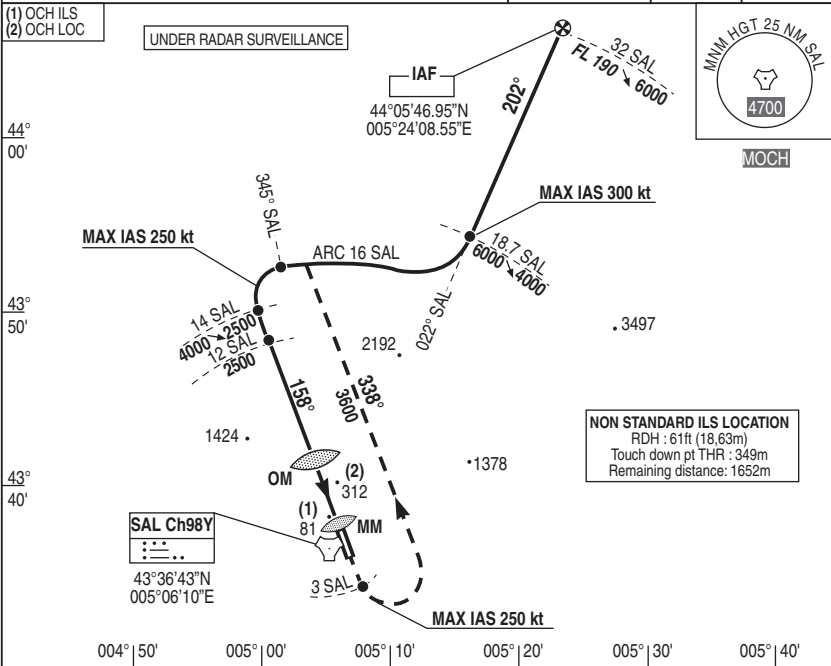 (1) OCH ILS
(2) OCH LOC
UNDER RADAR SURVEILLANCE
IAF
44°05'46.95"N
005°24'08.55"E
202°
32 SAL
FL 190 ↘ 6000
MNM HGT 25 NM SAL
4700
MOCH
44°
00'
345° SAL
MAX IAS 300 kt
MAX IAS 250 kt
ARC 16 SAL
18.7 SAL
6000 ↘ 4000
022° SAL
43°
50'
14 SAL
4000 ↘ 2500
12 SAL
2500
2192
3497
158°
338°
3600
1424
NON STANDARD ILS LOCATION
RDH : 61ft (18,63m)
Touch down pt THR : 349m
Remaining distance: 1652m
1378
OM
(2)
312
43°
40'
(1)
81
MM
SAL Ch98Y
43°36'43"N
005°06'10"E
3 SAL
MAX IAS 250 kt
004° 50'
005° 00'
005° 10'
005° 20'
005° 30'
005° 40'